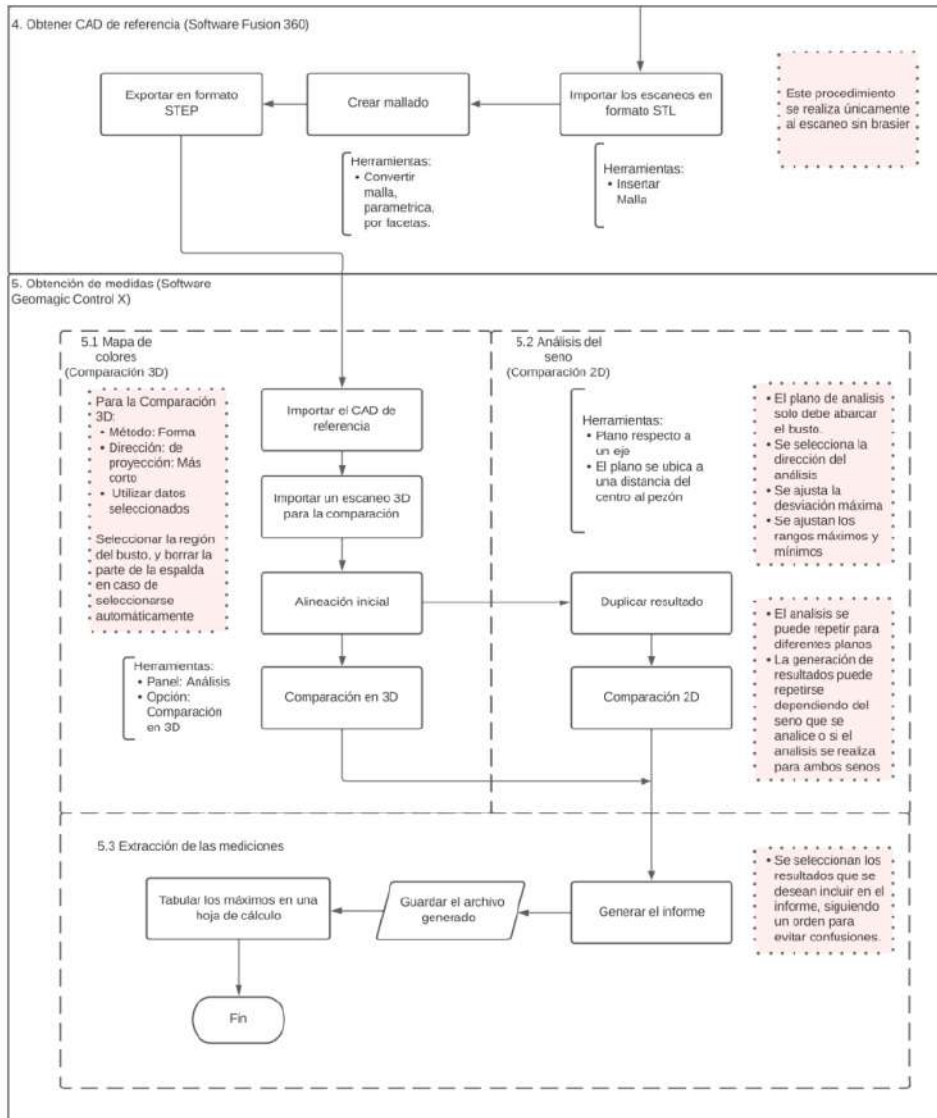 4. Obtener CAD de referencia (Software Fusion 360)
Exportar en formato
STEP
Crear mallado
Importar los escaneos en
formato STL
Este procedimiento
se realiza únicamente
al escaneo sin brasier
Herramientas:
• Convertir
malla,
parametrica,
por facetas.
Herramientas:
• Insertar
Malla
5. Obtención de medidas (Software
Geomagic Control X)
5.1 Mapa de
colores
(Comparación 3D)
Para la Comparación
3D:
• Método: Forma
• Dirección: de
proyección: Más
corto
• Utilizar datos
seleccionados
Seleccionar la región
del busto, y borrar la
parte de la espalda
en caso de
seleccionarse
automáticamente
Herramientas:
• Panel: Análisis
• Opción:
Comparación
en 3D
Importar el CAD de
referencia
Importar un escaneo 3D
para la comparación
Alineación inicial
Comparación en 3D
5.2 Análisis del
seno
(Comparación 2D)
Herramientas:
• Plano respecto a
un eje
• El plano se ubica a
una distancia del
centro al pezón
• El plano de analisis
solo debe abarcar
el busto.
• Se selecciona la
dirección del
análisis
• Se ajusta la
desviación máxima
• Se ajustan los
rangos máximos y
mínimos
Duplicar resultado
Comparación 2D
• El analisis se
puede repetir para
diferentes planos
• La generación de
resultados puede
repetirse
dependiendo del
seno que se
analice o si el
analisis se realiza
para ambos senos
5.3 Extracción de las mediciones
Tabular los máximos en una
hoja de cálculo
Guardar el archivo
generado
Generar el informe
• Se seleccionan los
resultados que se
desean incluir en el
informe, siguiendo
un orden para
evitar confusiones.
Fin